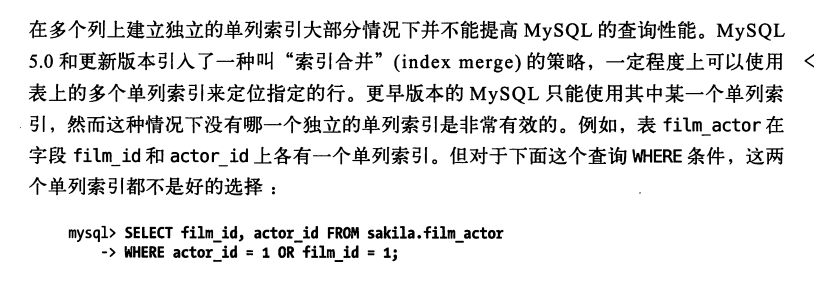 在多个列上建立独立的单列索引大部分情况下并不能提高 MySQL 的查询性能。MySQL
5.0 和更新版本引入了一种叫“索引合并”(index merge) 的策略，一定程度上可以使用
表上的多个单列索引来定位指定的行。更早版本的 MySQL 只能使用其中某一个单列索
引，然而这种情况下没有哪一个独立的单列索引是非常有效的。例如，表 film_actor 在
字段 film_id 和 actor_id 上各有一个单列索引。但对于下面这个查询 WHERE 条件，这两
个单列索引都不是好的选择：
mysql> SELECT film_id, actor_id FROM sakila.film_actor
-> WHERE actor_id = 1 OR film_id = 1;